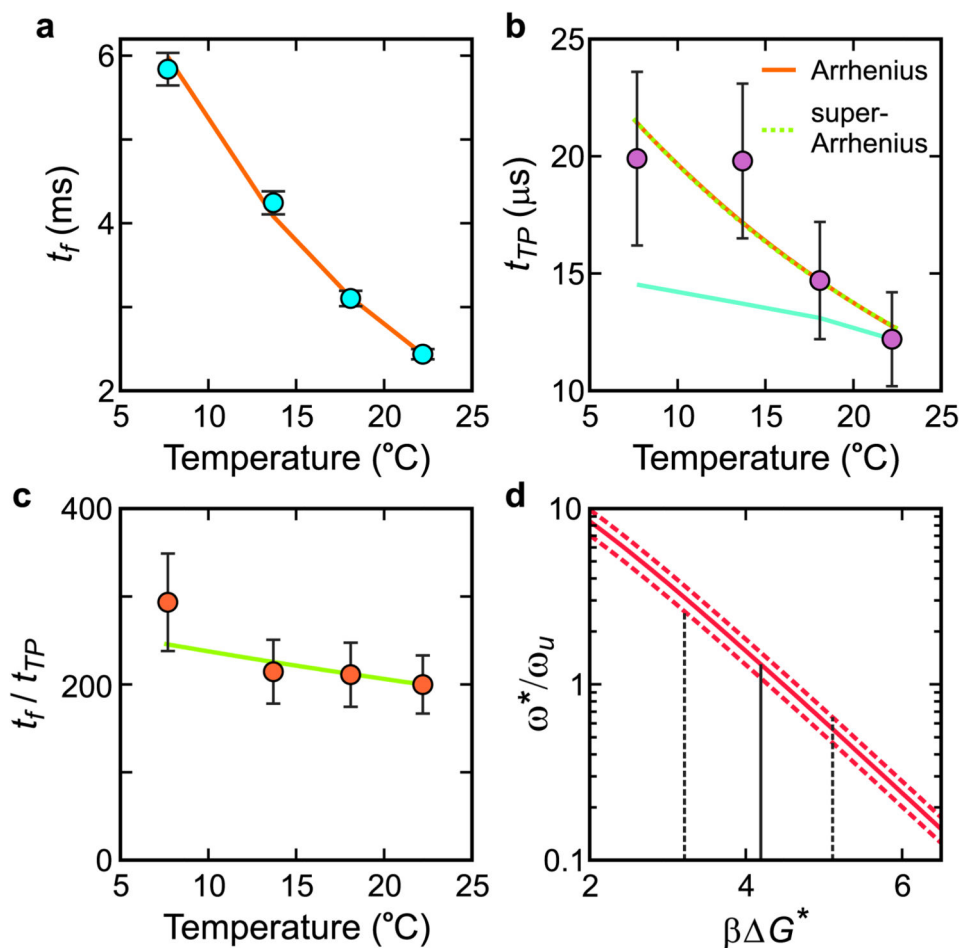 a
6
4
2
5
10
15
20
25
t_f (ms)
Temperature (°C)
b
25
20
15
10
5
10
15
20
25
t_TP (μs)
Arrhenius
super-
Arrhenius
Temperature (°C)
c
400
200
0
5
10
15
20
25
t_f / t_TP
Temperature (°C)
d
10
1
0.1
2
4
6
ω*/ω_u
βΔG*